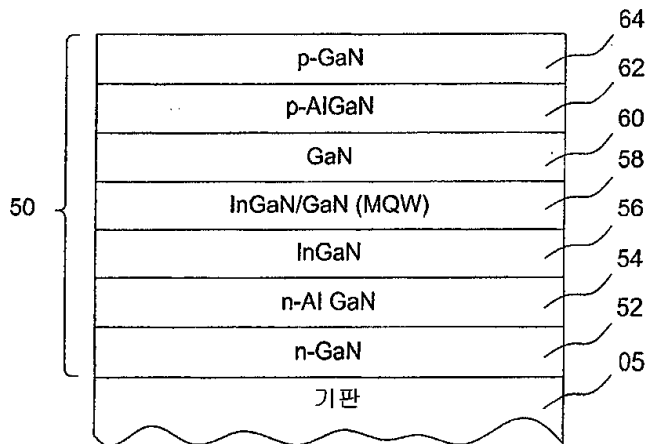 64
p-GaN
62
p-AlGaN
60
GaN
58
50
InGaN/GaN (MQW)
56
InGaN
54
n-Al GaN
52
n-GaN
05
기판